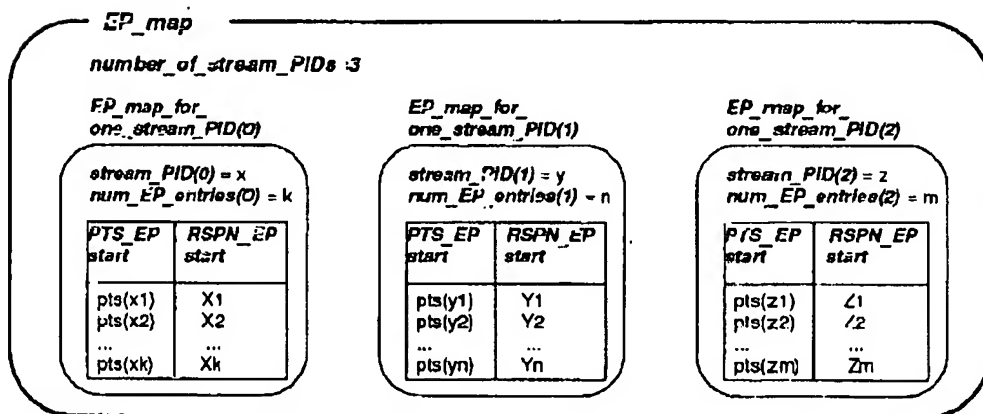 EP_map
number_of_stream_PIDs :3
EP_map_for_
one_stream_PID(0)
stream_PID(0) = x
num_EP_entries(0) = k
PTS_EP start RSPN_EP start
pts(x1) X1
pts(x2) X2
... ...
pts(xk) Xk
EP_map_for_
one_stream_PID(1)
stream_PID(1) = y
num_EP_entries(1) = n
PTS_EP start RSPN_EP start
pts(y1) Y1
pts(y2) Y2
... ...
pts(yn) Yn
EP_map_for_
one_stream_PID(2)
stream_PID(2) = z
num_EP_entries(2) = m
PTS_EP start RSPN_EP start
pts(z1) Z1
pts(z2) Z2
... ...
pts(zm) Zm